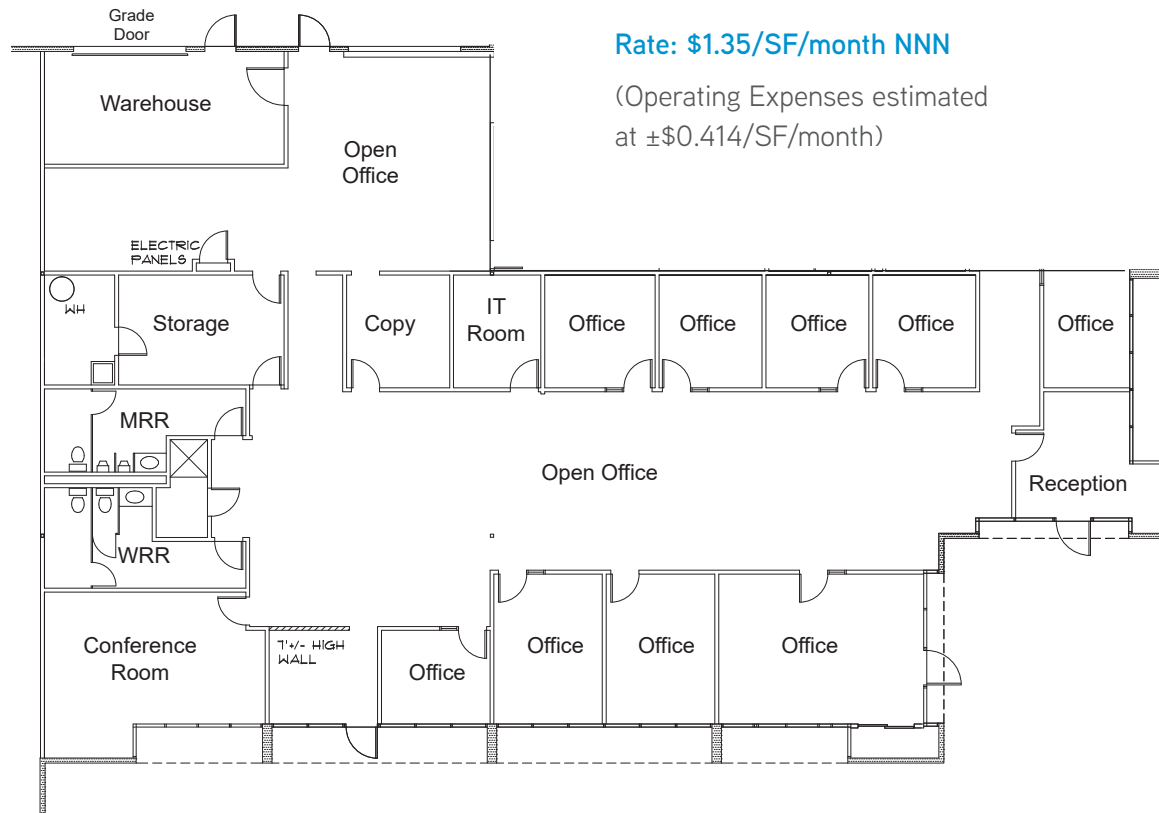 Grade
Door
Rate: $1.35/SF/month NNN
(Operating Expenses estimated
at ±$0.414/SF/month)
Warehouse
Open
Office
ELECTRIC
PANELS
WH
Storage
Copy
IT
Room
Office
Office
Office
Office
Office
MRR
Open Office
Reception
WRR
Conference
Room
7'+/- HIGH
WALL
Office
Office
Office
Office